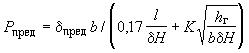 Pпред = δпред b / (0,17 l/δH + K√(hг/bδH))